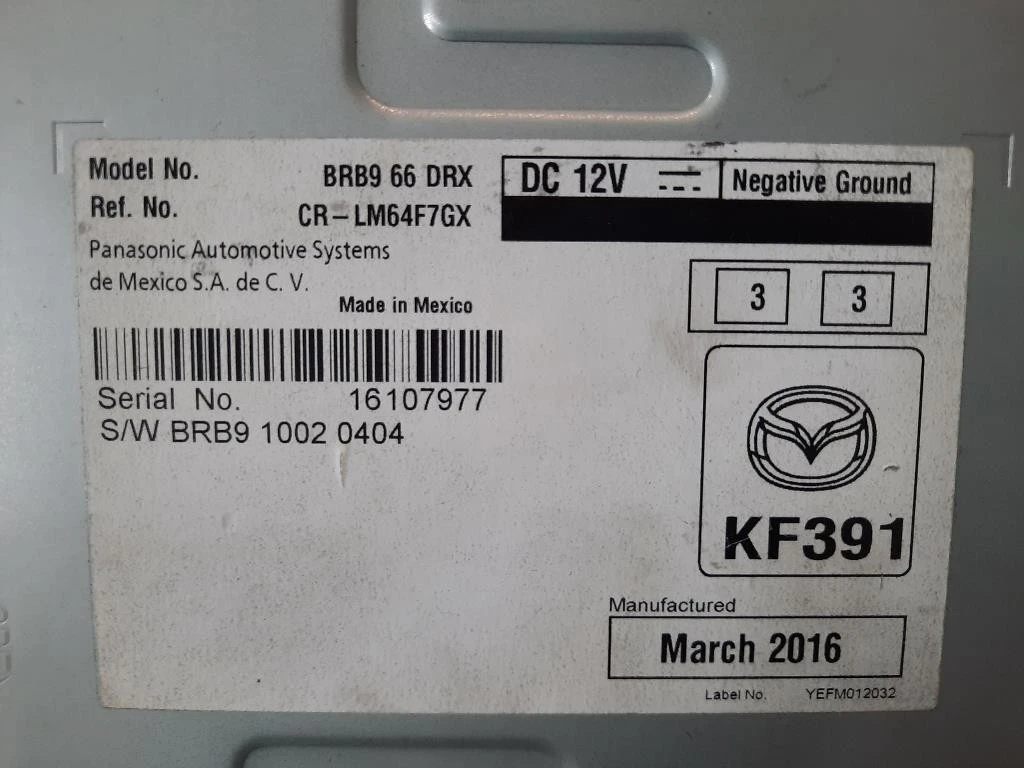 Model No. BRB9 66 DRX
Ref. No. CR-LM64F7GX
Panasonic Automotive Systems
de Mexico S.A. de C. V.
Made in Mexico
Serial No. 16107977
S/W BRB9 1002 0404
DC 12V Negative Ground
3 3
KF391
Manufactured
March 2016
Label No. YEFM012032